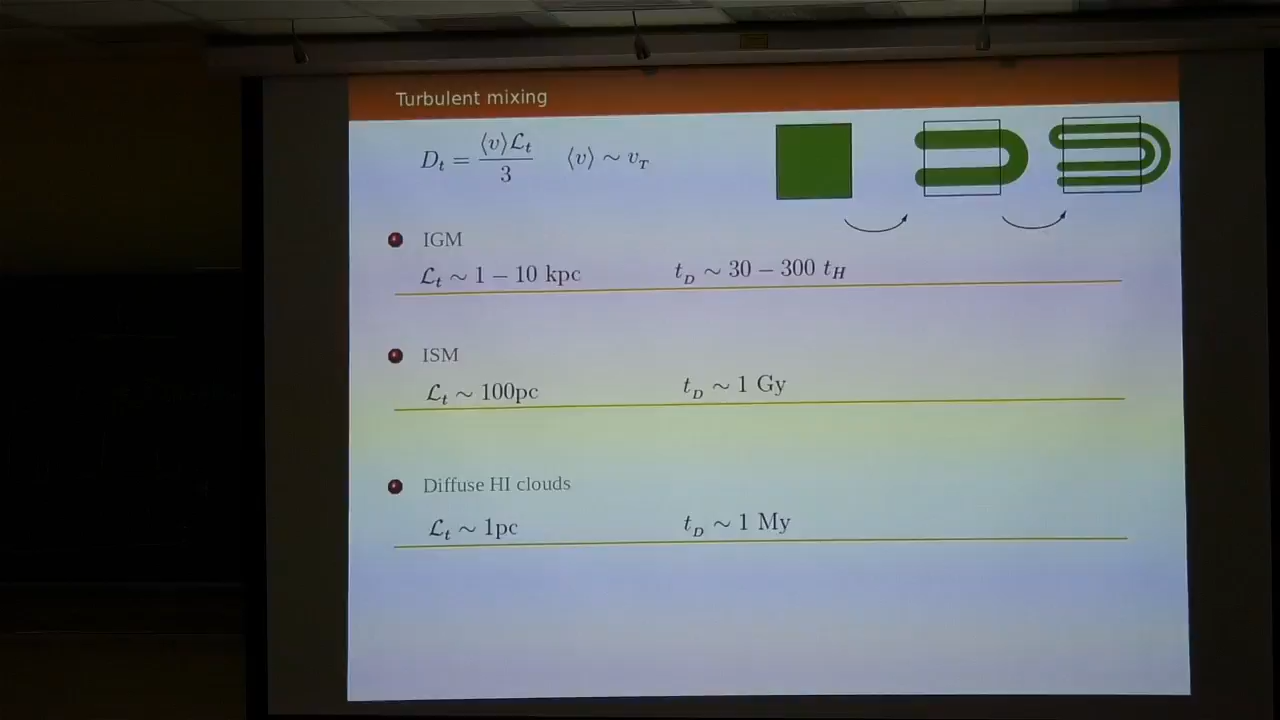 Turbulent mixing
D_t = ⟨v⟩ℒ_t / 3    ⟨v⟩ ∼ v_T
IGM
ℒ_t ∼ 1 − 10 kpc    t_D ∼ 30 − 300 t_H
ISM
ℒ_t ∼ 100pc    t_D ∼ 1 Gy
Diffuse HI clouds
ℒ_t ∼ 1pc    t_D ∼ 1 My